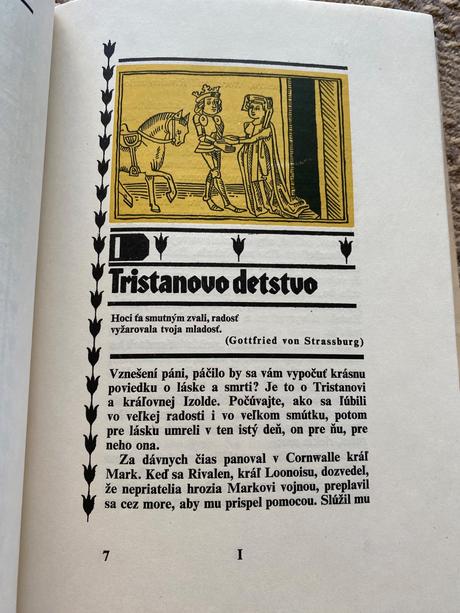 I
Tristanovo detstvo
Hoci ťa smutným zvali, radosť
vyžarovala tvoja mladosť.
(Gottfried von Strassburg)
Vznešení páni, páčilo by sa vám vypočuť krásnu
poviedku o láske a smrti? Je to o Tristanovi
a kráľovnej Izolde. Počúvajte, ako sa ľúbili
vo veľkej radosti i vo veľkom smútku, potom
pre lásku umreli v ten istý deň, on pre ňu, pre
neho ona.
Za dávnych čias panoval v Cornwalle kráľ
Mark. Keď sa Rivalen, kráľ Loonoisu, dozvedel,
že nepriatelia hrozia Markovi vojnou, preplavil
sa cez more, aby mu prispel pomocou. Slúžil mu
7 I